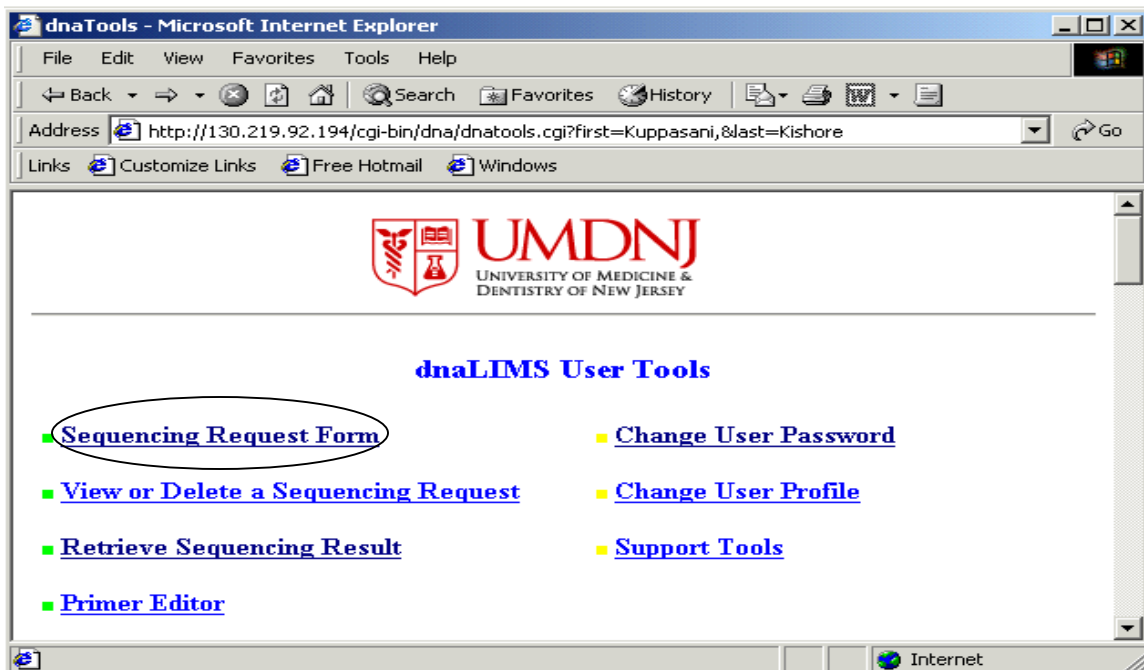 dnaTools - Microsoft Internet Explorer
File Edit View Favorites Tools Help
Back Search Favorites History
Address http://130.219.92.194/cgi-bin/dna/dnatools.cgi?first=Kuppasani,&last=Kishore Go
Links Customize Links Free Hotmail Windows
UMDNJ
UNIVERSITY OF MEDICINE &
DENTISTRY OF NEW JERSEY
dnaLIMS User Tools
Sequencing Request Form Change User Password
View or Delete a Sequencing Request Change User Profile
Retrieve Sequencing Result Support Tools
Primer Editor
Internet